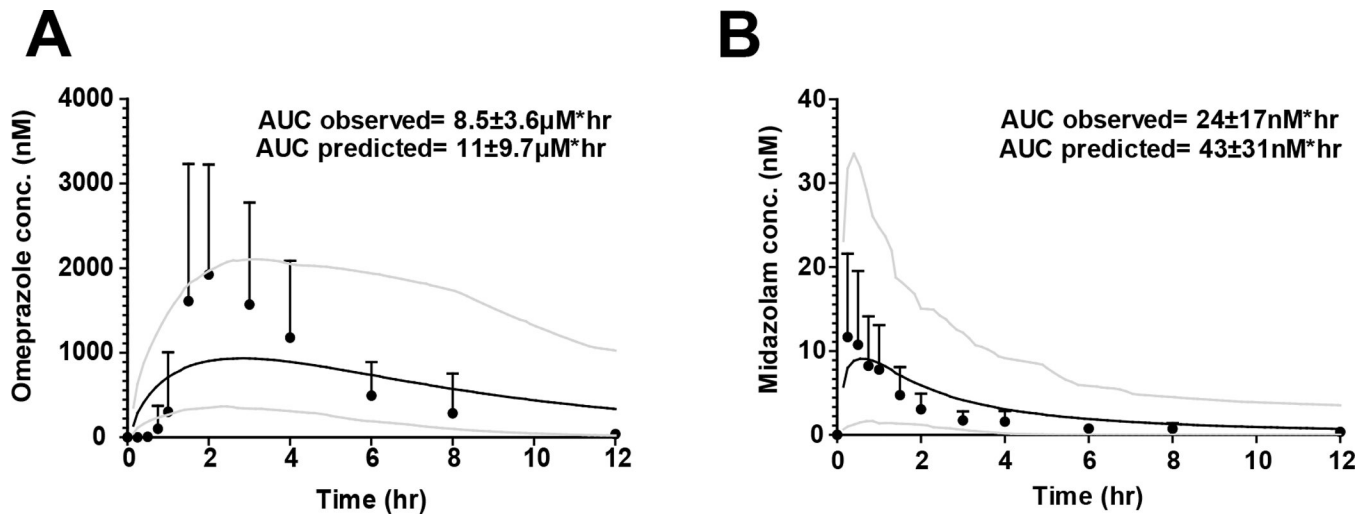 A
AUC observed= 8.5±3.6µM*hr
AUC predicted= 11±9.7µM*hr
Omeprazole conc. (nM)
4000
3000
2000
1000
0
0 2 4 6 8 10 12
Time (hr)
B
AUC observed= 24±17nM*hr
AUC predicted= 43±31nM*hr
Midazolam conc. (nM)
40
30
20
10
0
0 2 4 6 8 10 12
Time (hr)